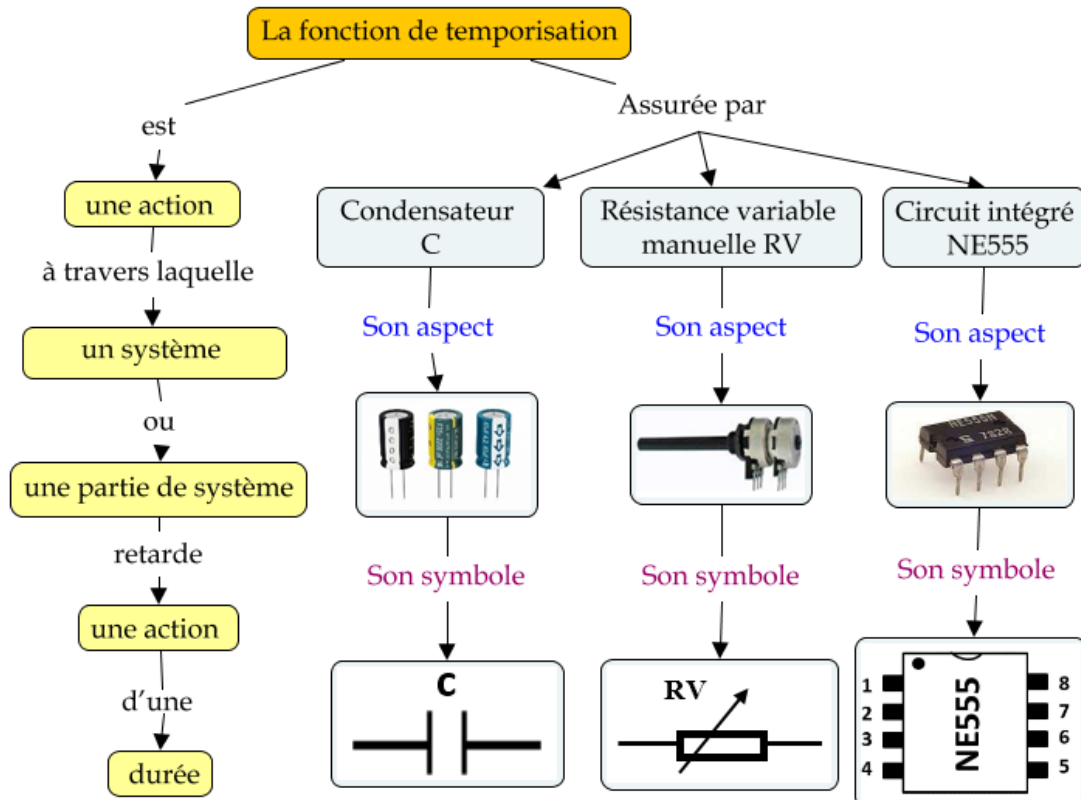 La fonction de temporisation
est
Assurée par
une action
à travers laquelle
un système
ou
une partie de système
retarde
une action
d'une
durée
Condensateur
C
Son aspect
Son symbole
C
Résistance variable
manuelle RV
Son aspect
Son symbole
RV
Circuit intégré
NE555
Son aspect
NE555N
7828
Son symbole
NE555
1
2
3
4
8
7
6
5